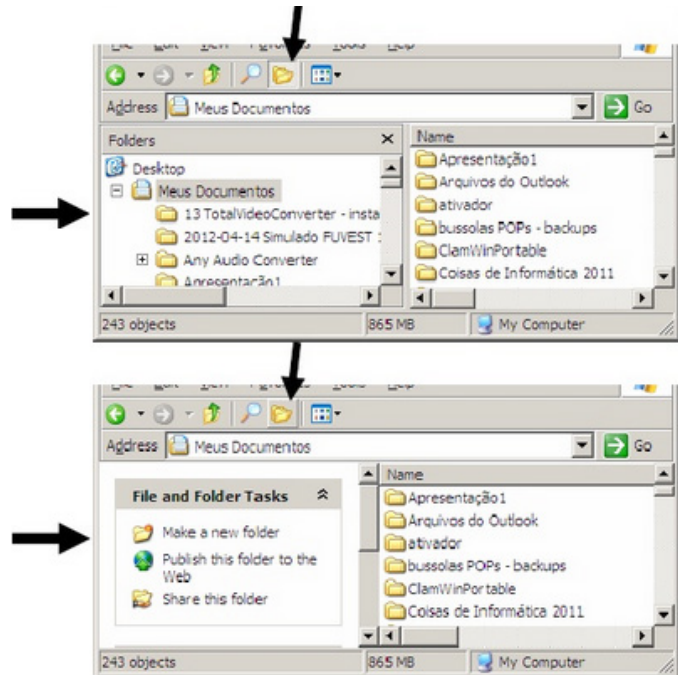 Address Meus Documentos Go
Folders
Name
Desktop
Meus Documentos
13 TotalVideoConverter - insta
2012-04-14 Simulado FUVEST
Any Audio Converter
Apresentação1
Apresentação1
Arquivos do Outlook
ativador
bussolas POPs - backups
ClamWinPortable
Coisas de Informática 2011
243 objects 865 MB My Computer
Address Meus Documentos Go
File and Folder Tasks
Make a new folder
Publish this folder to the
Web
Share this folder
Name
Apresentação1
Arquivos do Outlook
ativador
bussolas POPs - backups
ClamWinPortable
Coisas de Informática 2011
243 objects 865 MB My Computer